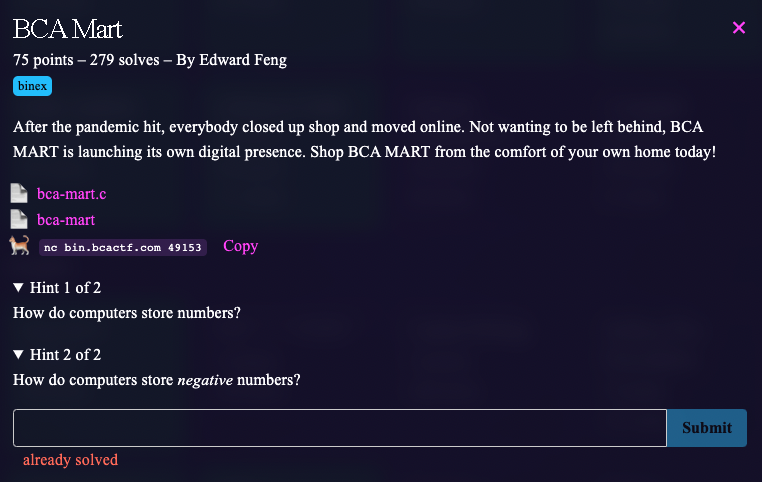 BCA Mart
×
75 points – 279 solves – By Edward Feng
binex
After the pandemic hit, everybody closed up shop and moved online. Not wanting to be left behind, BCA
MART is launching its own digital presence. Shop BCA MART from the comfort of your own home today!
bca-mart.c
bca-mart
nc bin.bcactf.com 49153 Copy
▼ Hint 1 of 2
How do computers store numbers?
▼ Hint 2 of 2
How do computers store negative numbers?
Submit
already solved